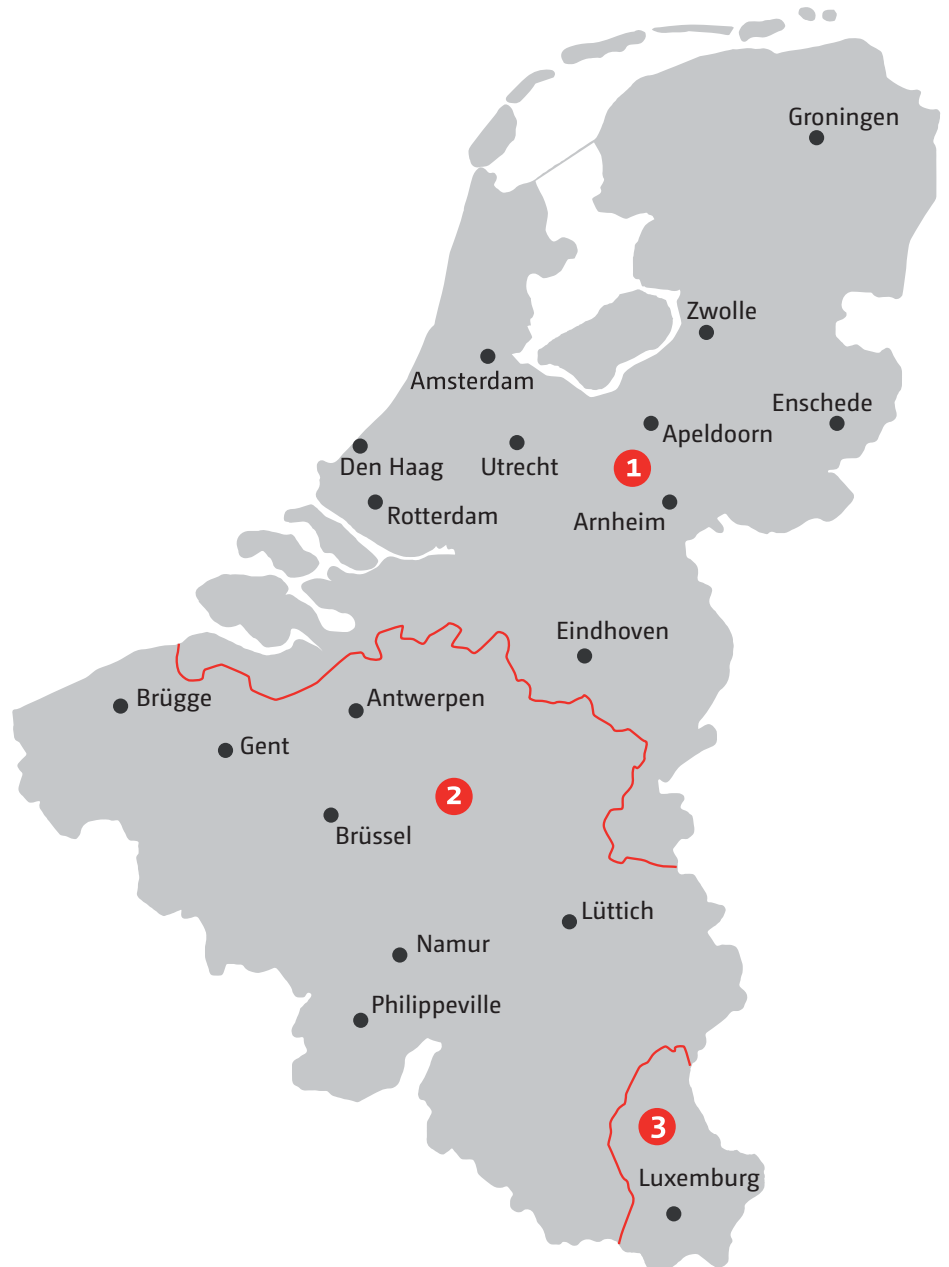 Groningen
Zwolle
Amsterdam
Enschede
Apeldoorn
Den Haag
Utrecht
1
Rotterdam
Arnheim
Eindhoven
Brügge
Antwerpen
Gent
2
Brüssel
Lüttich
Namur
Philippeville
3
Luxemburg